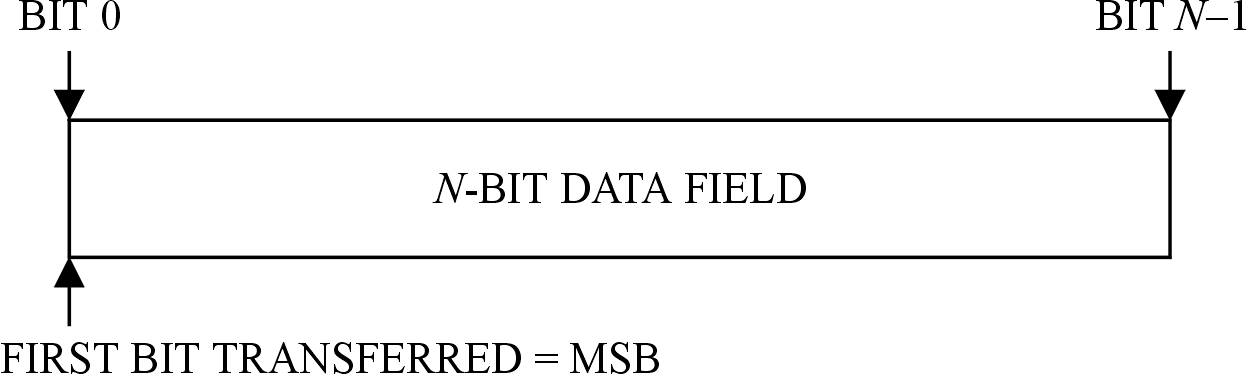 BIT 0
BIT N–1
N-BIT DATA FIELD
FIRST BIT TRANSFERRED = MSB